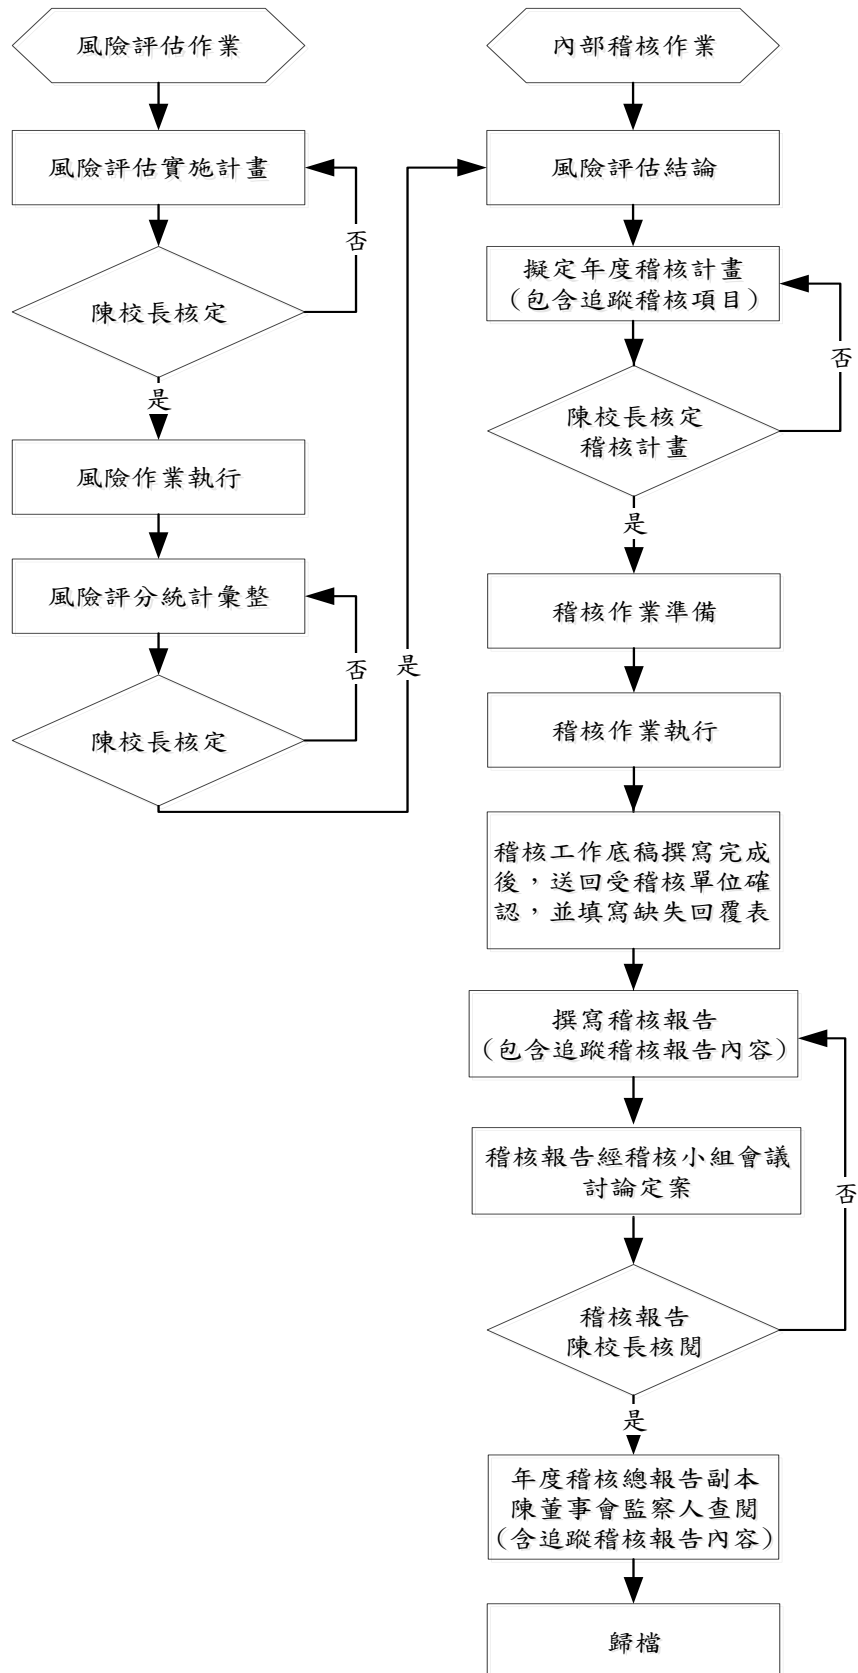 風險評估作業
風險評估實施計畫
否
陳校長核定
是
風險作業執行
風險評分統計彙整
否
是
陳校長核定
內部稽核作業
風險評估結論
擬定年度稽核計畫
（包含追蹤稽核項目）
否
陳校長核定
稽核計畫
是
稽核作業準備
稽核作業執行
稽核工作底稿撰寫完成
後，送回受稽核單位確
認，並填寫缺失回覆表
撰寫稽核報告
（包含追蹤稽核報告內容）
稽核報告經稽核小組會議
討論定案
否
稽核報告
陳校長核閱
是
年度稽核總報告副本
陳董事會監察人查閱
（含追蹤稽核報告內容）
歸檔